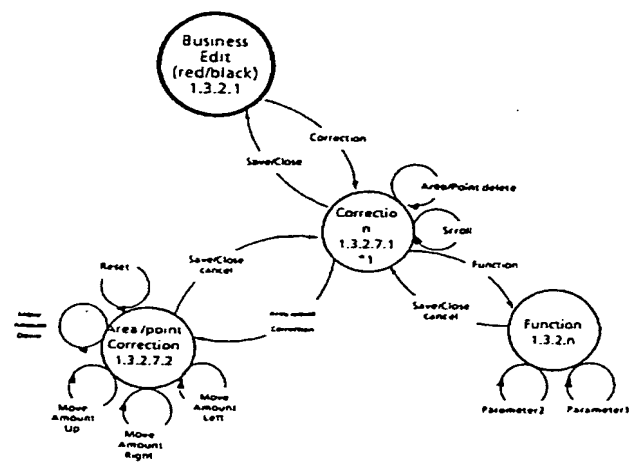 Business
Edit
(red/black)
1.3.2.1
Correction
Save/Close
Area/Point delete
Correctio
n
1.3.2.7.1
*1
Srroll
Function
Save/Close
cancel
Save/Close
cancel
Reset
Correction
Area/point
Correction
1.3.2.7.2
Function
1.3.2.n
Move
Amount
Up
Move
Amount
Right
Move
Amount
Left
Parameter2
Parameter1